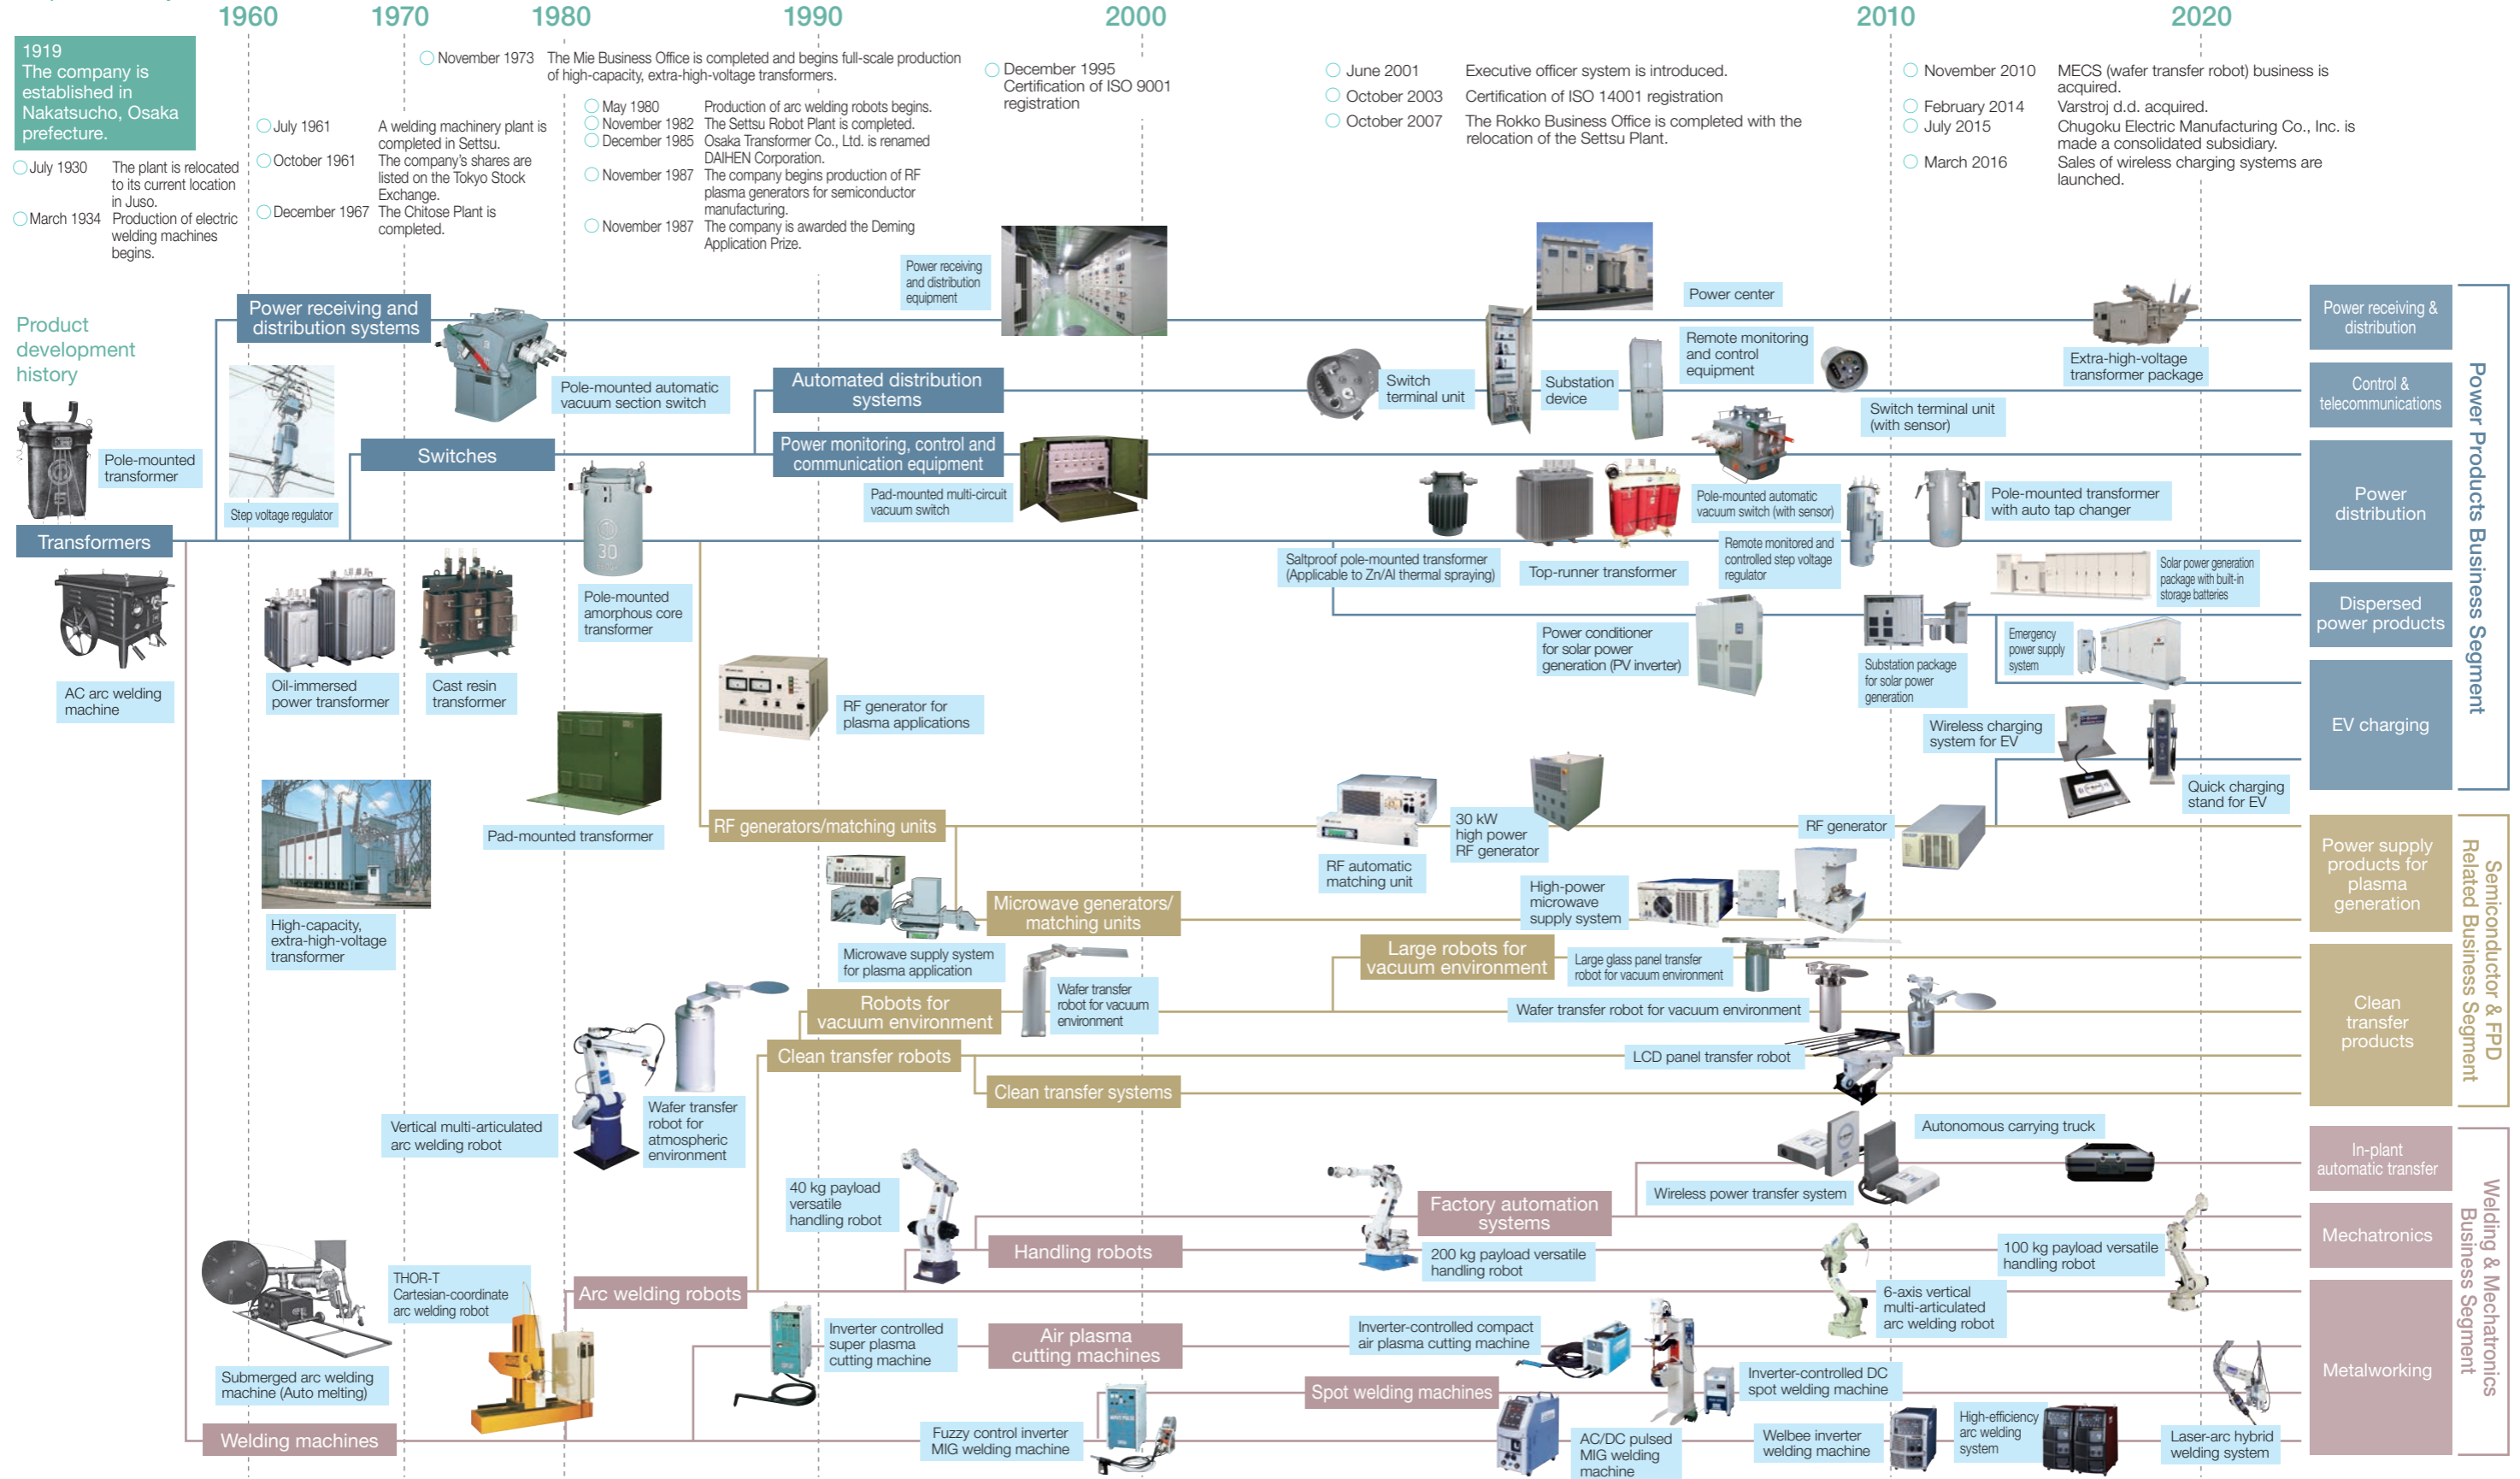 1960
1970
1980
1990
2000
2010
2020
1919
The company is
established in
Nakatsucho, Osaka
prefecture.
July 1930
The plant is relocated
to its current location
in Juso.
March 1934
Production of electric
welding machines
begins.
July 1961
A welding machinery plant is
completed in Settsu.
October 1961
The company's shares are
listed on the Tokyo Stock
Exchange.
December 1967
The Chitose Plant is
completed.
November 1973
The Mie Business Office is completed and begins full-scale production
of high-capacity, extra-high-voltage transformers.
May 1980
Production of arc welding robots begins.
November 1982
The Settsu Robot Plant is completed.
December 1985
Osaka Transformer Co., Ltd. is renamed
DAIHEN Corporation.
November 1987
The company begins production of RF
plasma generators for semiconductor
manufacturing.
November 1987
The company is awarded the Deming
Application Prize.
December 1995
Certification of ISO 9001
registration
June 2001
Executive officer system is introduced.
October 2003
Certification of ISO 14001 registration
October 2007
The Rokko Business Office is completed with the
relocation of the Settsu Plant.
November 2010
MECS (wafer transfer robot) business is
acquired.
February 2014
Varstroj d.d. acquired.
July 2015
Chugoku Electric Manufacturing Co., Inc. is
made a consolidated subsidiary.
March 2016
Sales of wireless charging systems are
launched.
Product
development
history
Power receiving and
distribution systems
Power receiving
and distribution
equipment
Power center
Extra-high-voltage
transformer package
Power receiving &
distribution
Pole-mounted automatic
vacuum section switch
Automated distribution
systems
Switch
terminal unit
Substation
device
Remote monitoring
and control
equipment
Switch terminal unit
(with sensor)
Control &
telecommunications
Pole-mounted
transformer
Step voltage regulator
Switches
Power monitoring, control and
communication equipment
Pad-mounted multi-circuit
vacuum switch
Pole-mounted automatic
vacuum switch (with sensor)
Pole-mounted transformer
with auto tap changer
Power
distribution
Transformers
30
Saltproof pole-mounted transformer
(Applicable to Zn/Al thermal spraying)
Top-runner transformer
Remote monitored and
controlled step voltage
regulator
Solar power generation
package with built-in
storage batteries
Pole-mounted
amorphous core
transformer
Power conditioner
for solar power
generation (PV inverter)
Substation package
for solar power
generation
Emergency
power supply
system
Dispersed
power products
AC arc welding
machine
Oil-immersed
power transformer
Cast resin
transformer
RF generator for
plasma applications
Wireless charging
system for EV
Quick charging
stand for EV
EV charging
Power Products Business Segment
Pad-mounted transformer
High-capacity,
extra-high-voltage
transformer
RF generators/matching units
RF automatic
matching unit
30 kW
high power
RF generator
RF generator
Microwave generators/
matching units
Microwave supply system
for plasma application
High-power
microwave
supply system
Power supply
products for
plasma
generation
Large robots for
vacuum environment
Large glass panel transfer
robot for vacuum environment
Robots for
vacuum environment
Wafer transfer
robot for vacuum
environment
Wafer transfer robot for vacuum environment
Clean transfer robots
LCD panel transfer robot
Clean transfer systems
Clean
transfer
products
Semiconductor & FPD
Related Business Segment
Vertical multi-articulated
arc welding robot
Wafer transfer
robot for
atmospheric
environment
Autonomous carrying truck
Wireless power transfer system
In-plant
automatic transfer
40 kg payload
versatile
handling robot
Factory automation
systems
Handling robots
200 kg payload versatile
handling robot
100 kg payload versatile
handling robot
Mechatronics
THOR-T
Cartesian-coordinate
arc welding robot
Arc welding robots
6-axis vertical
multi-articulated
arc welding robot
Inverter controlled
super plasma
cutting machine
Air plasma
cutting machines
Inverter-controlled compact
air plasma cutting machine
Submerged arc welding
machine (Auto melting)
Spot welding machines
Inverter-controlled DC
spot welding machine
Welding machines
Fuzzy control inverter
MIG welding machine
AC/DC pulsed
MIG welding
machine
Welbee inverter
welding machine
High-efficiency
arc welding
system
Laser-arc hybrid
welding system
Metalworking
Welding & Mechatronics
Business Segment